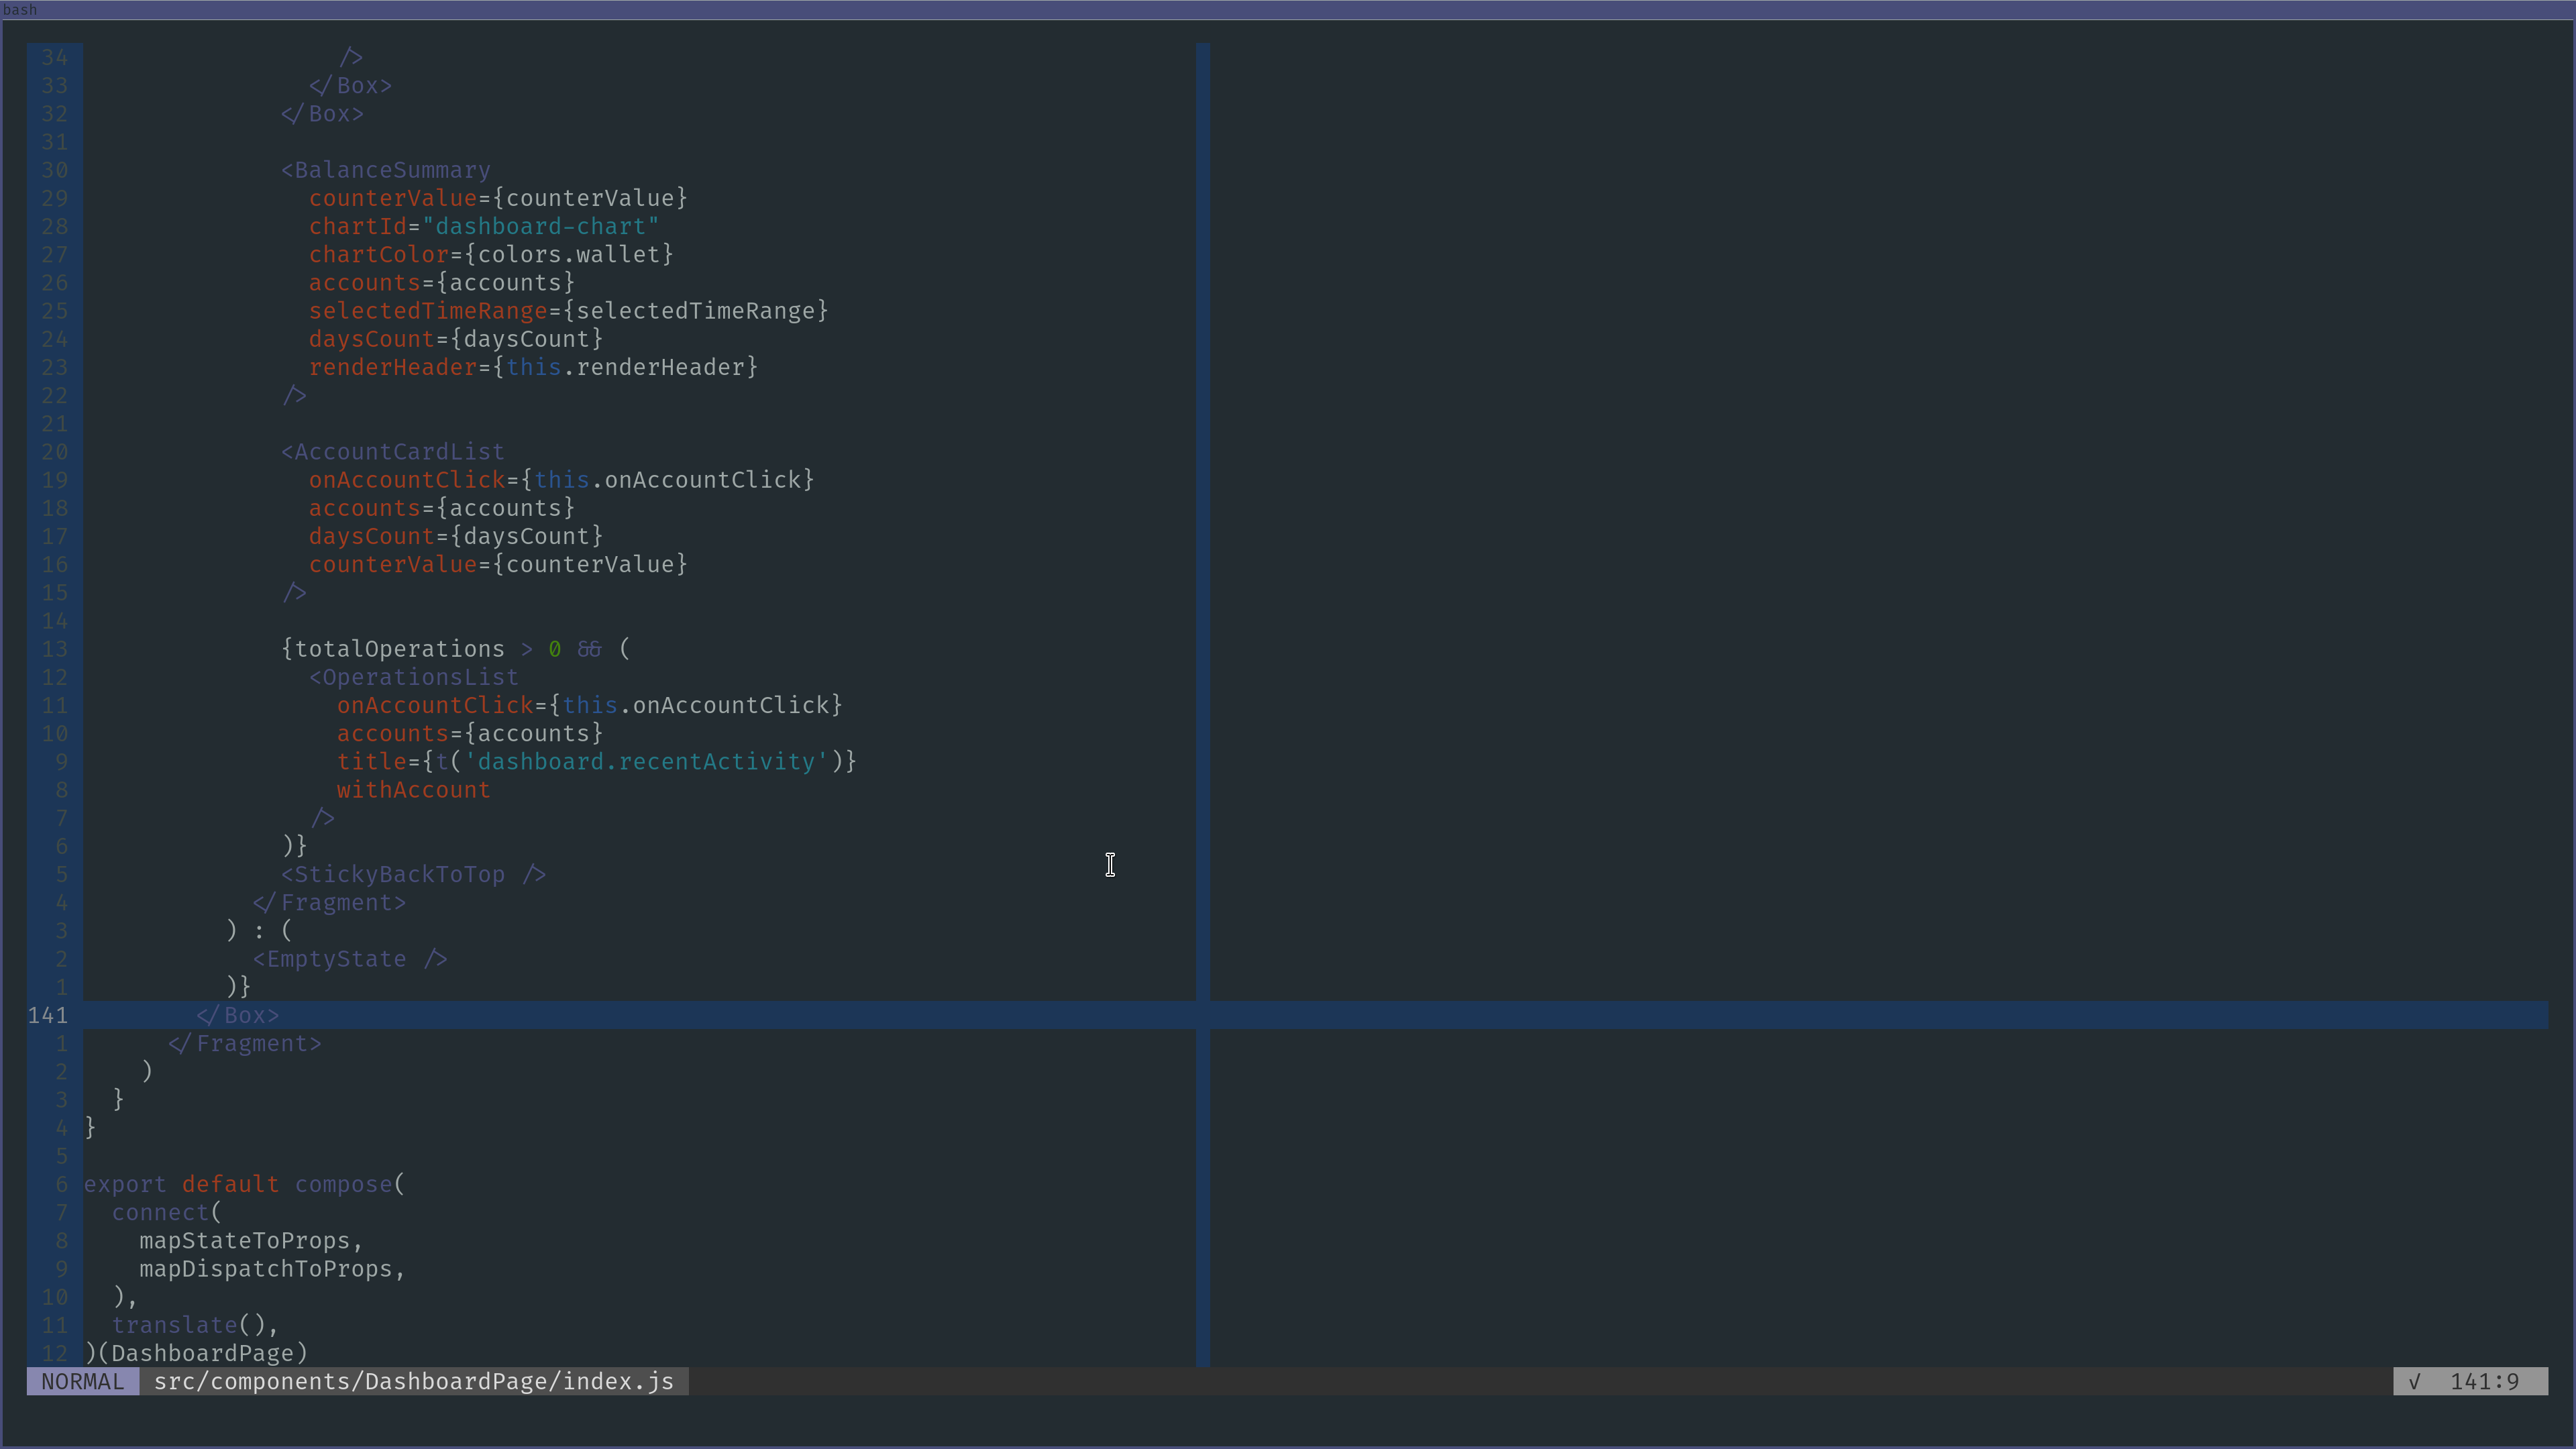 bash
34                   />
33                 </Box>
32               </Box>
31
30               <BalanceSummary
29                 counterValue={counterValue}
28                 chartId="dashboard-chart"
27                 chartColor={colors.wallet}
26                 accounts={accounts}
25                 selectedTimeRange={selectedTimeRange}
24                 daysCount={daysCount}
23                 renderHeader={this.renderHeader}
22               />
21
20               <AccountCardList
19                 onAccountClick={this.onAccountClick}
18                 accounts={accounts}
17                 daysCount={daysCount}
16                 counterValue={counterValue}
15               />
14
13               {totalOperations > 0 && (
12                 <OperationsList
11                   onAccountClick={this.onAccountClick}
10                   accounts={accounts}
9                   title={t('dashboard.recentActivity')}
8                   withAccount
7                 />
6               )}
5               <StickyBackToTop />
4             </Fragment>
3           ) : (
2             <EmptyState />
1           )}
141         </Box>
1       </Fragment>
2     )
3   }
4 }
5
6 export default compose(
7   connect(
8     mapStateToProps,
9     mapDispatchToProps,
10   ),
11   translate(),
12 )(DashboardPage)
NORMAL src/components/DashboardPage/index.js √ 141:9